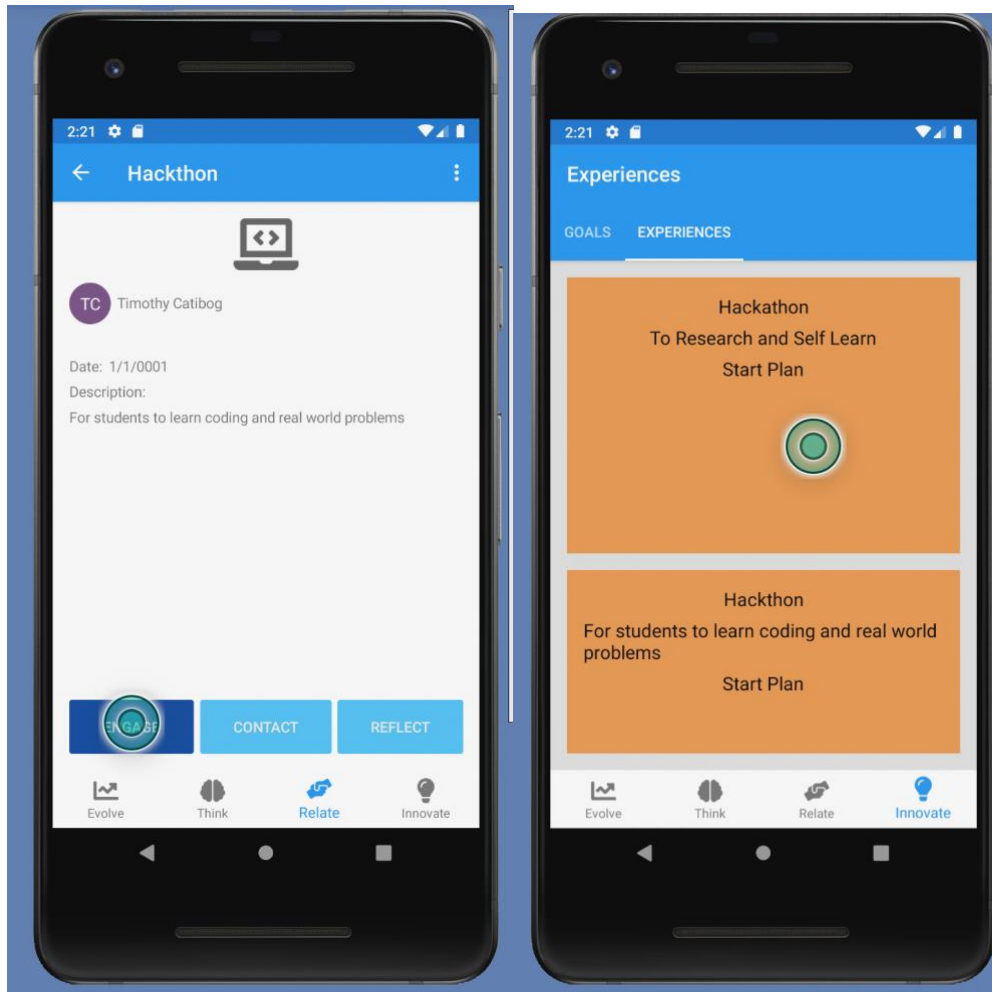 2:21
Hackthon
TC Timothy Catibog
Date: 1/1/0001
Description:
For students to learn coding and real world problems
ENGAGE CONTACT REFLECT
Evolve Think Relate Innovate
2:21
Experiences
GOALS EXPERIENCES
Hackathon
To Research and Self Learn
Start Plan
Hackthon
For students to learn coding and real world
problems
Start Plan
Evolve Think Relate Innovate